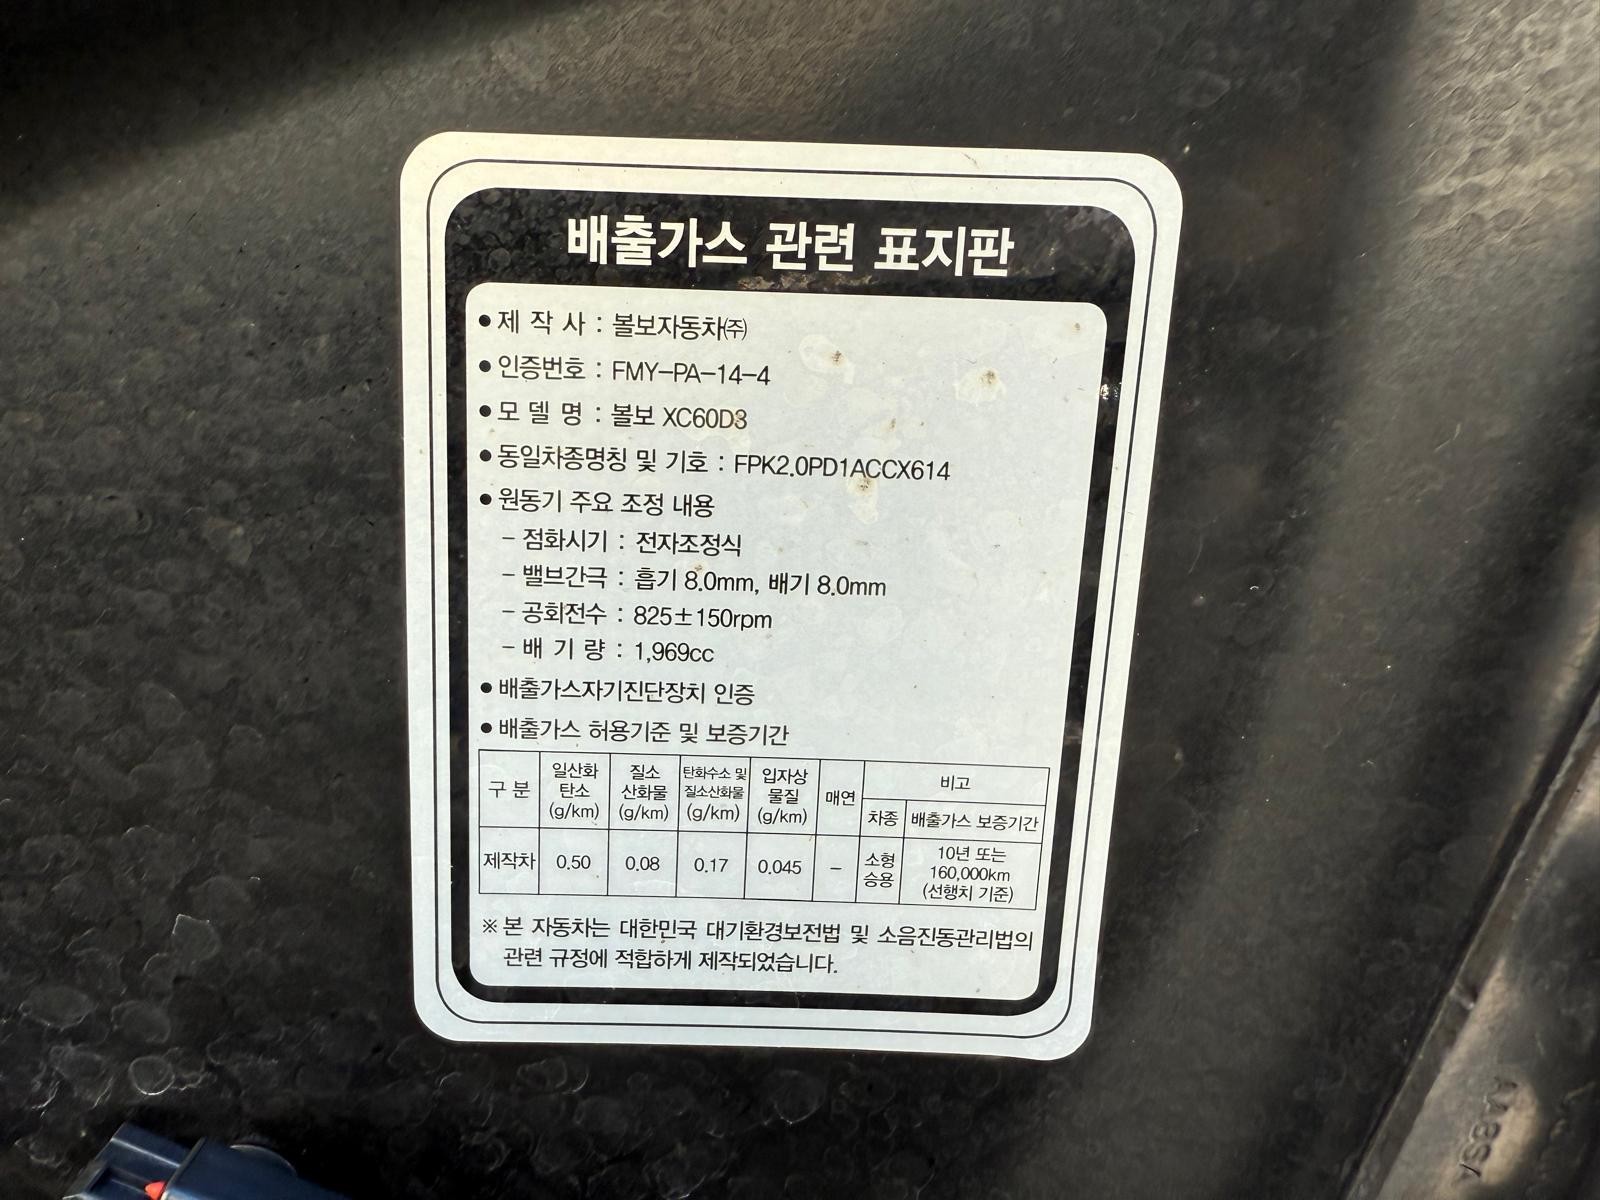 배출가스 관련 표지판
● 제 작 사 : 볼보자동차㈜
● 인증번호 : FMY-PA-14-4
● 모 델 명 : 볼보 XC60D3
● 동일차종명칭 및 기호 : FPK2.0PD1ACCX614
● 원동기 주요 조정 내용
- 점화시기 : 전자조정식
- 밸브간극 : 흡기 8.0mm, 배기 8.0mm
- 공회전수 : 825±150rpm
- 배 기 량 : 1,969cc
● 배출가스자기진단장치 인증
● 배출가스 허용기준 및 보증기간
구 분 일산화탄소 (g/km) 질소산화물 (g/km) 탄화수소 및 질소산화물 (g/km) 입자상물질 (g/km) 매연 비고
차종 배출가스 보증기간
제작차 0.50 0.08 0.17 0.045 - 소형승용 10년 또는 160,000km (선행치 기준)
※ 본 자동차는 대한민국 대기환경보전법 및 소음진동관리법의
관련 규정에 적합하게 제작되었습니다.